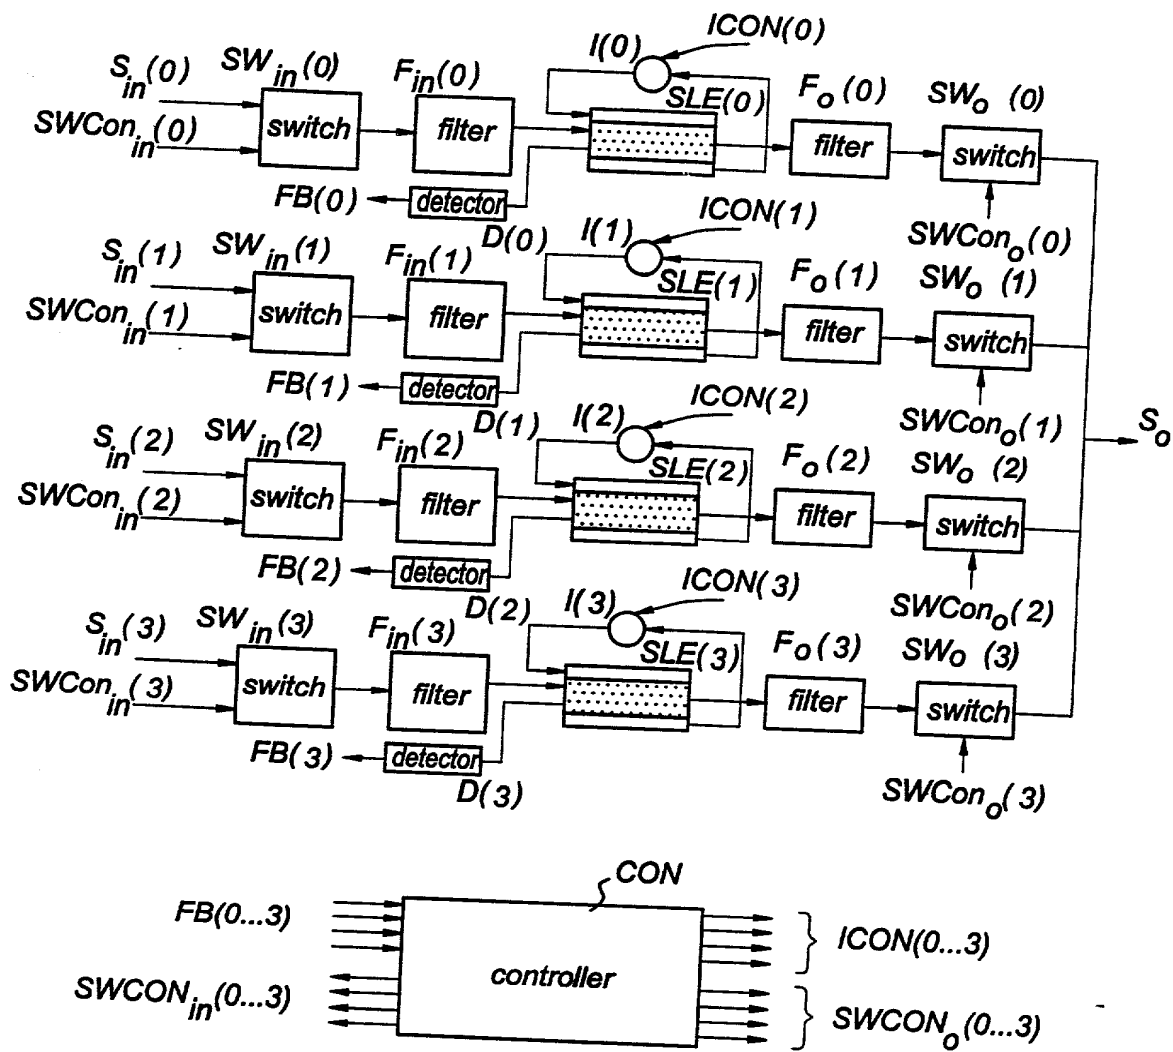 ICON(0)
I(0)
S_in(0) SW_in(0) F_in(0) SLE(0) F_o(0) SW_o (0)
SWCon_in(0) switch filter filter switch
FB(0) detector
D(0) I(1) ICON(1) SWCon_o(0)
S_in(1) SW_in(1) F_in(1) SLE(1) F_o(1) SW_o (1)
SWCon_in(1) switch filter filter switch
FB(1) detector
D(1) I(2) ICON(2) SWCon_o(1) S_o
S_in(2) SW_in(2) F_in(2) SLE(2) F_o(2) SW_o (2)
SWCon_in(2) switch filter filter switch
FB(2) detector
D(2) I(3) ICON(3) SWCon_o(2)
S_in(3) SW_in(3) F_in(3) SLE(3) F_o(3) SW_o (3)
SWCon_in(3) switch filter filter switch
FB(3) detector
D(3) SWCon_o(3)
CON
FB(0...3) ICON(0...3)
controller
SWCON_in(0...3) SWCON_o(0...3)